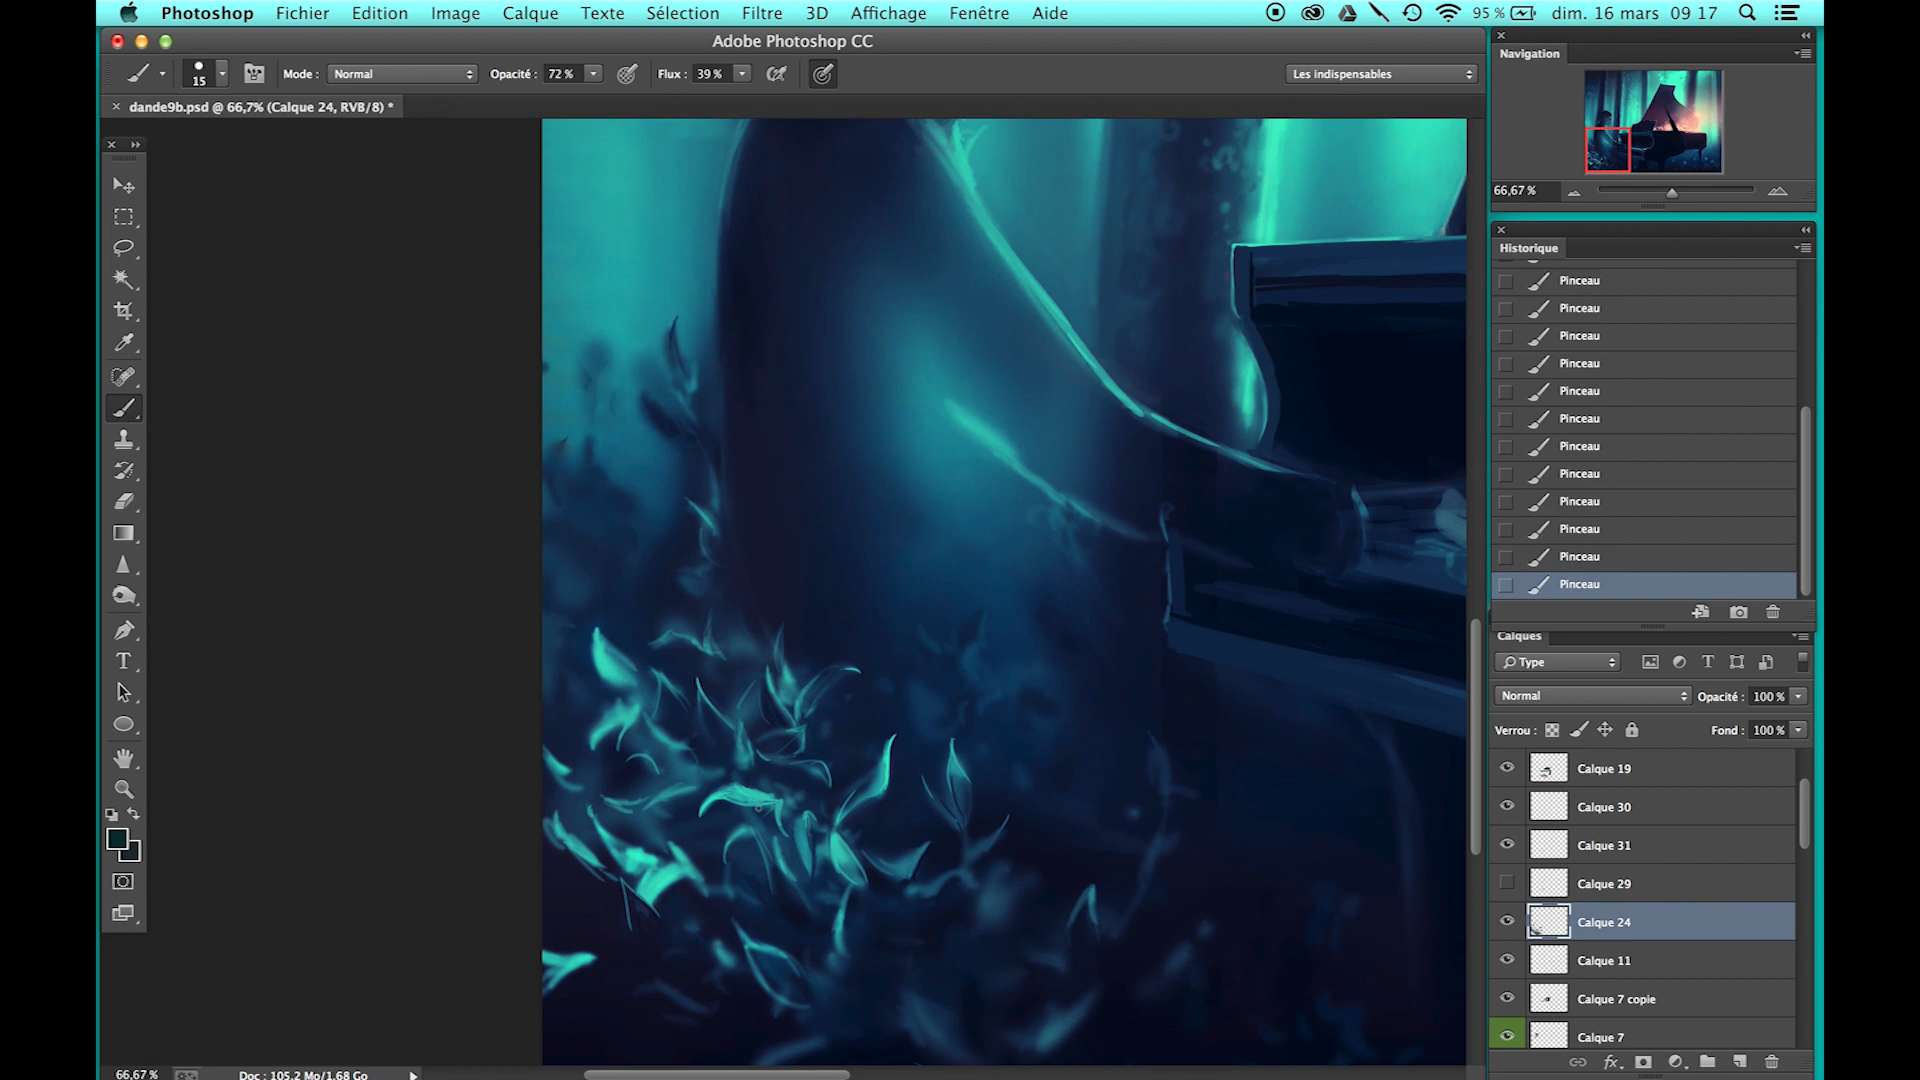 Photoshop Fichier Edition Image Calque Texte Sélection Filtre 3D Affichage Fenêtre Aide 95 % dim. 16 mars 09 17
Adobe Photoshop CC
15 Mode : Normal Opacité : 72 % Flux : 39 % Les indispensables
dande9b.psd @ 66,7% (Calque 24, RVB/8) *
Navigation
66,67 %
Historique
Pinceau
Pinceau
Pinceau
Pinceau
Pinceau
Pinceau
Pinceau
Pinceau
Pinceau
Pinceau
Pinceau
Pinceau
Calques
Type
Normal Opacité : 100 %
Verrou : Fond : 100 %
Calque 19
Calque 30
Calque 31
Calque 29
Calque 24
Calque 11
Calque 7 copie
Calque 7
66,67 % Doc : 105,2 Mo/1,68 Go